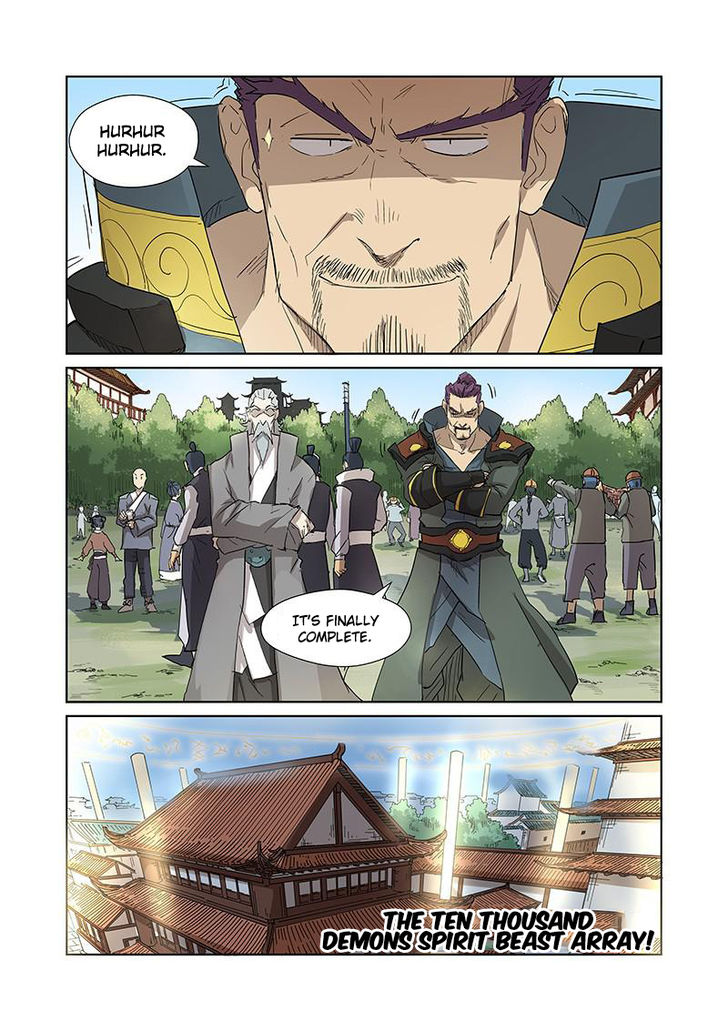 HURHUR
HURHUR.
IT'S FINALLY
COMPLETE.
THE TEN THOUSAND
DEMONS SPIRIT BEAST ARRAY!